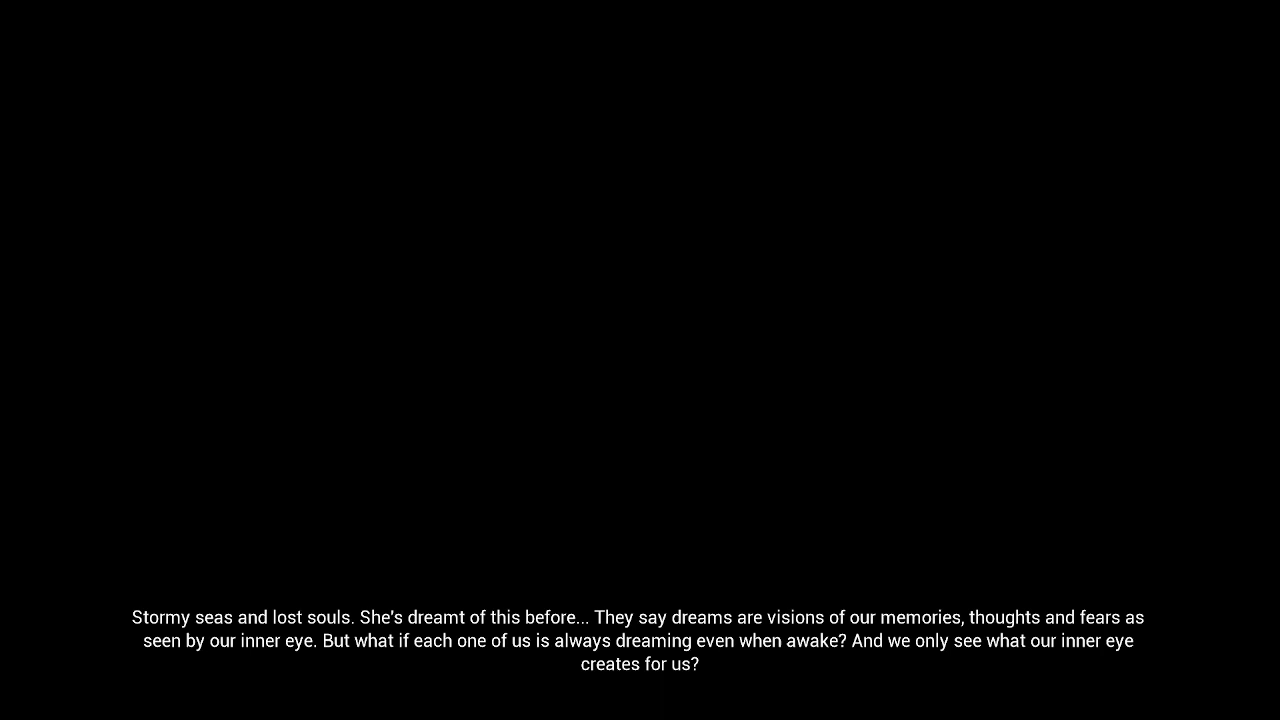 Stormy seas and lost souls. She's dreamt of this before... They say dreams are visions of our memories, thoughts and fears as
seen by our inner eye. But what if each one of us is always dreaming even when awake? And we only see what our inner eye
creates for us?